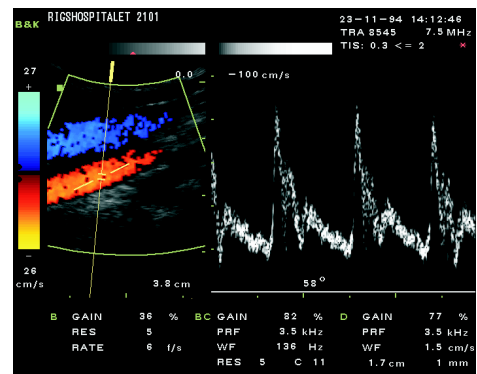 RIGSHOSPITALET 2101
B&K
23-11-94 14:12:46
TRA 8545 7.5 MHz
TIS: 0.3 <= 2 *
27
+
0.0
-100 cm/s
-
26
cm/s
3.8 cm
58°
B GAIN 36 %
RES 5
RATE 6 f/s
BC GAIN 82 %
PRF 3.5 kHz
WF 136 Hz
RES 5 C 11
D GAIN 77 %
PRF 3.5 kHz
WF 1.5 cm/s
1.7 cm 1 mm